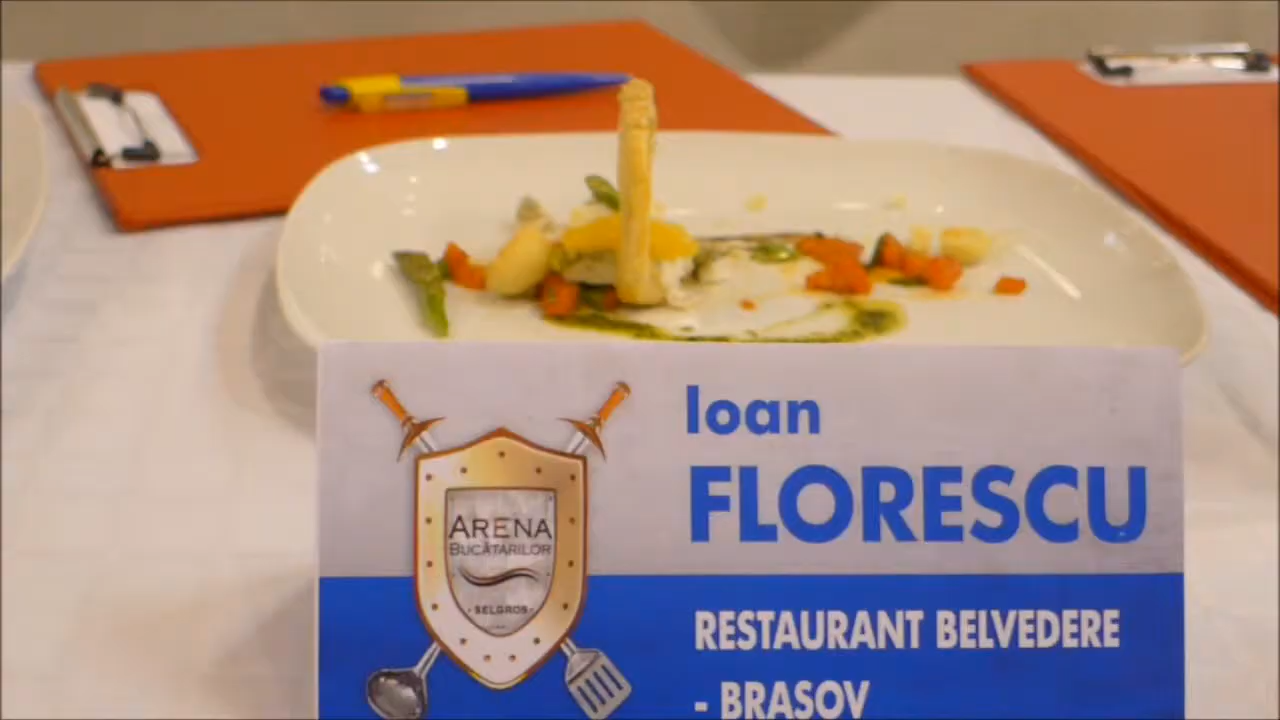 Ioan
FLORESCU
ARENA
BUCĂTARILOR
- SELGROS -
RESTAURANT BELVEDERE
- BRASOV